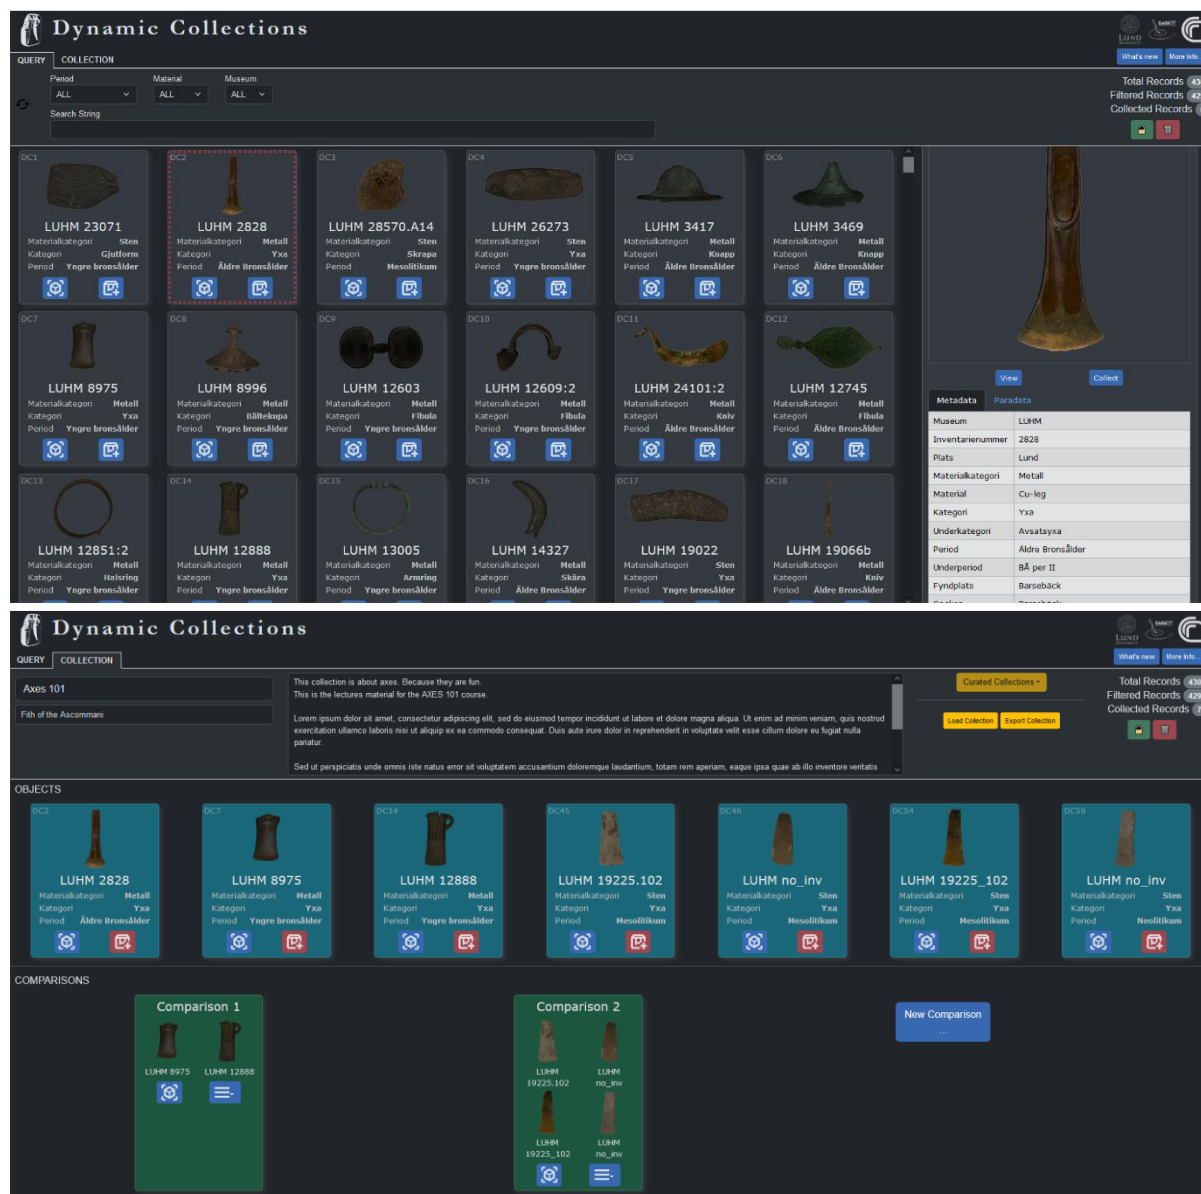 Dynamic Collections
LUND
What's new More Info...
QUERY COLLECTION
Period Material Museum
ALL ALL ALL
Search String
Total Records 43
Filtered Records 42
Collected Records
DC1
LUHM 23071
Materialkategori Sten
Kategori Gjutform
Period Yngre bronsålder
DC2
LUHM 2828
Materialkategori Metall
Kategori Yxa
Period Äldre Bronsålder
DC3
LUHM 28570.A14
Materialkategori Sten
Kategori Skrapa
Period Mesolitikum
DC4
LUHM 26273
Materialkategori Sten
Kategori Yxa
Period Yngre bronsålder
DC5
LUHM 3417
Materialkategori Metall
Kategori Knapp
Period Äldre Bronsålder
DC6
LUHM 3469
Materialkategori Metall
Kategori Knapp
Period Äldre Bronsålder
DC7
LUHM 8975
Materialkategori Metall
Kategori Yxa
Period Yngre bronsålder
DC8
LUHM 8996
Materialkategori Metall
Kategori Bältekupa
Period Yngre bronsålder
DC9
LUHM 12603
Materialkategori Metall
Kategori Fibula
Period Yngre bronsålder
DC10
LUHM 12609:2
Materialkategori Metall
Kategori Fibula
Period Yngre bronsålder
DC11
LUHM 24101:2
Materialkategori Metall
Kategori Kniv
Period Äldre Bronsålder
DC12
LUHM 12745
Materialkategori Metall
Kategori Fibula
Period Äldre Bronsålder
DC13
LUHM 12851:2
Materialkategori Metall
Kategori Halsring
Period Yngre bronsålder
DC14
LUHM 12888
Materialkategori Metall
Kategori Yxa
Period Yngre bronsålder
DC15
LUHM 13005
Materialkategori Metall
Kategori Armring
Period Yngre bronsålder
DC16
LUHM 14327
Materialkategori Metall
Kategori Skära
Period Äldre Bronsålder
DC17
LUHM 19022
Materialkategori Sten
Kategori Yxa
Period Yngre bronsålder
DC18
LUHM 19066b
Materialkategori Metall
Kategori Kniv
Period Äldre Bronsålder
View Collect
Metadata Paradata
Museum LUHM
Inventarienummer 2828
Plats Lund
Materialkategori Metall
Material Cu-leg
Kategori Yxa
Underkategori Avsatsyxa
Period Äldre Bronsålder
Underperiod BÅ per II
Fyndplats Barsebäck
Dynamic Collections
LUND
What's new More Info...
QUERY COLLECTION
Axes 101
Fith of the Ascommani
This collection is about axes. Because they are fun.
This is the lectures material for the AXES 101 course.
Lorem ipsum dolor sit amet, consectetur adipiscing elit, sed do eiusmod tempor incididunt ut labore et dolore magna aliqua. Ut enim ad minim veniam, quis nostrud
exercitation ullamco laboris nisi ut aliquip ex ea commodo consequat. Duis aute irure dolor in reprehenderit in voluptate velit esse cillum dolore eu fugiat nulla
pariatur.
Sed ut perspiciatis unde omnis iste natus error sit voluptatem accusantium doloremque laudantium, totam rem aperiam, eaque ipsa quae ab illo inventore veritatis
Curated Collections
Load Collection Export Collection
Total Records 430
Filtered Records 429
Collected Records 7
OBJECTS
DC2
LUHM 2828
Materialkategori Metall
Kategori Yxa
Period Äldre Bronsålder
DC7
LUHM 8975
Materialkategori Metall
Kategori Yxa
Period Yngre bronsålder
DC14
LUHM 12888
Materialkategori Metall
Kategori Yxa
Period Yngre bronsålder
DC45
LUHM 19225.102
Materialkategori Sten
Kategori Yxa
Period Mesolitikum
DC46
LUHM no_inv
Materialkategori Sten
Kategori Yxa
Period Mesolitikum
DC54
LUHM 19225_102
Materialkategori Sten
Kategori Yxa
Period Mesolitikum
DC59
LUHM no_inv
Materialkategori Sten
Kategori Yxa
Period Neolitikum
COMPARISONS
Comparison 1
LUHM 8975 LUHM 12888
Comparison 2
LUHM LUHM
19225.102 no_inv
LUHM LUHM
19225_102 no_inv
New Comparison
...